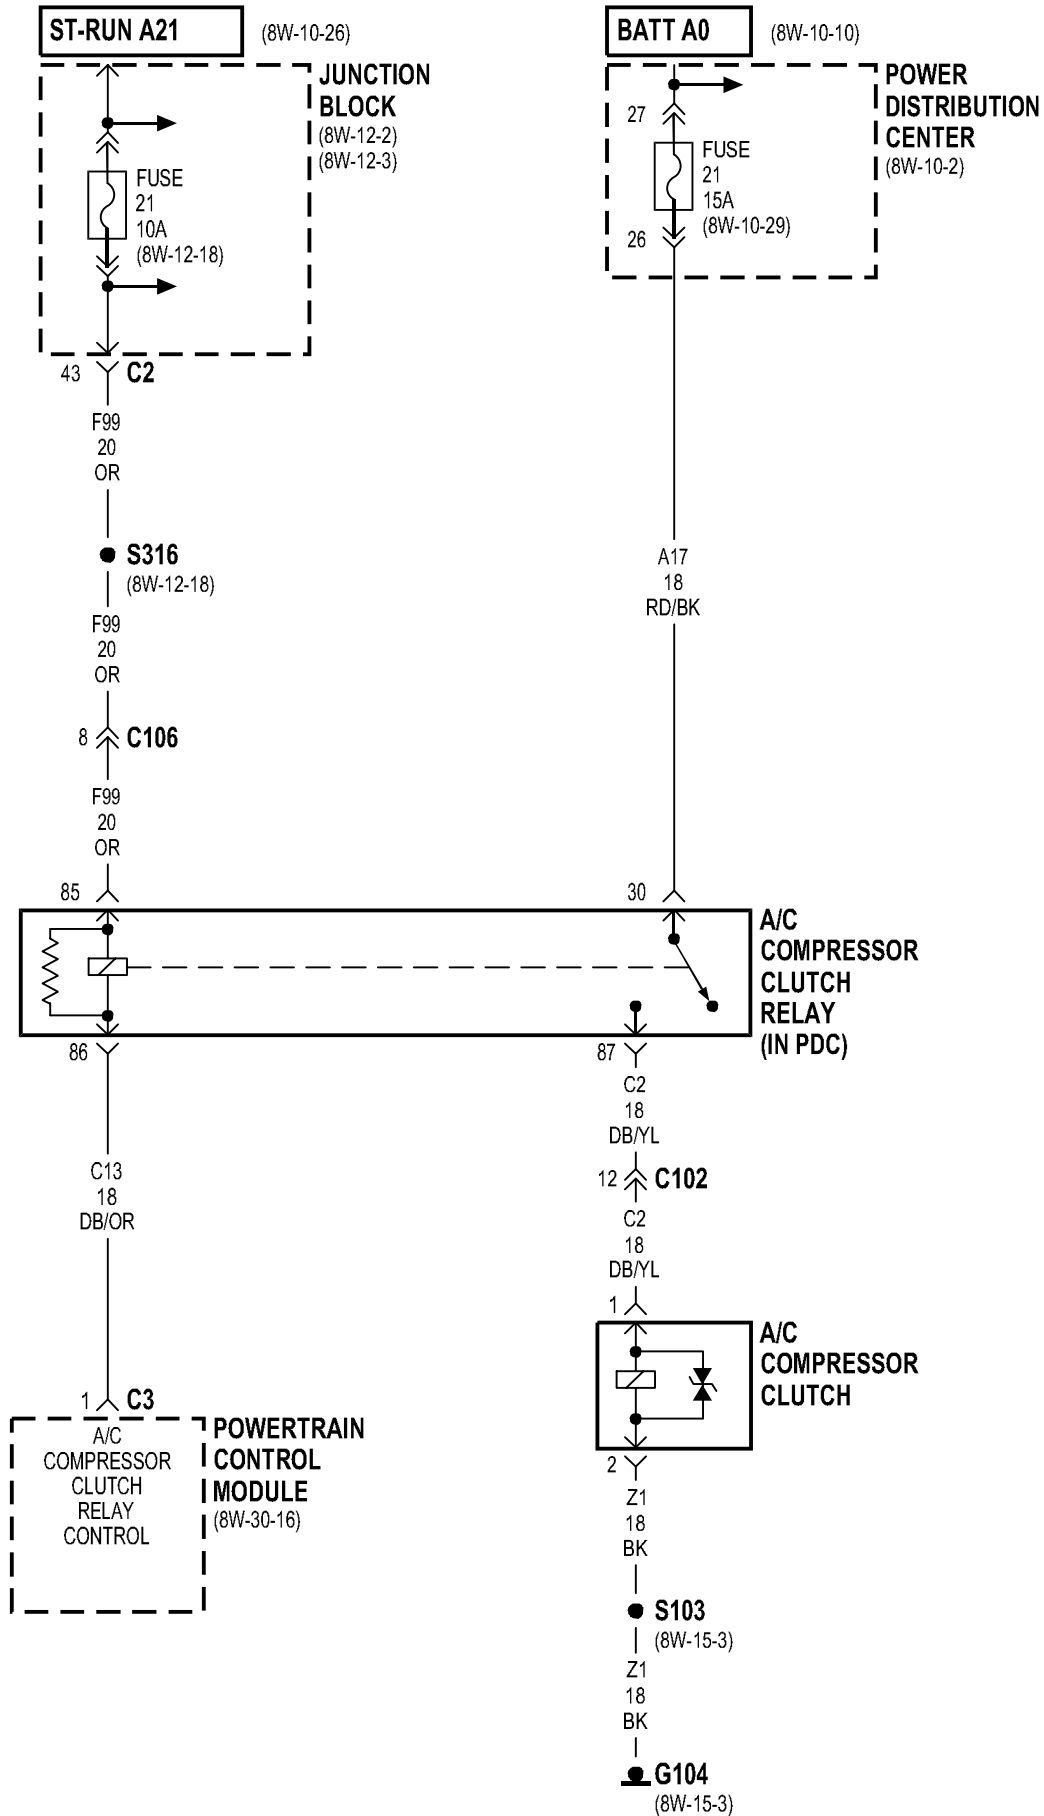 ST-RUN A21
(8W-10-26)
BATT A0
(8W-10-10)
JUNCTION
BLOCK
(8W-12-2)
(8W-12-3)
FUSE
21
10A
(8W-12-18)
POWER
DISTRIBUTION
CENTER
(8W-10-2)
27
FUSE
21
15A
(8W-10-29)
26
43
C2
F99
20
OR
S316
(8W-12-18)
F99
20
OR
8
C106
F99
20
OR
A17
18
RD/BK
85
30
A/C
COMPRESSOR
CLUTCH
RELAY
(IN PDC)
86
87
C13
18
DB/OR
C2
18
DB/YL
12
C102
C2
18
DB/YL
1
A/C
COMPRESSOR
CLUTCH
1
C3
A/C
COMPRESSOR
CLUTCH
RELAY
CONTROL
POWERTRAIN
CONTROL
MODULE
(8W-30-16)
2
Z1
18
BK
S103
(8W-15-3)
Z1
18
BK
G104
(8W-15-3)